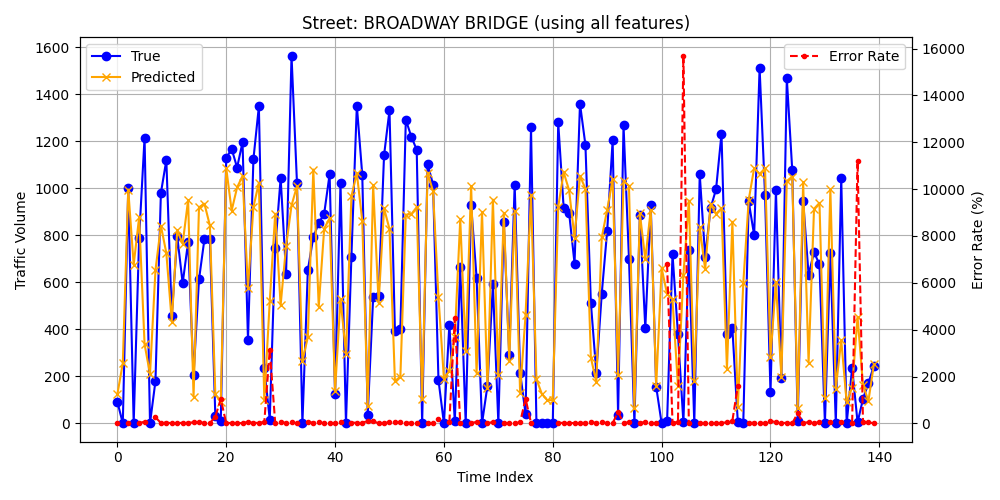 Street: BROADWAY BRIDGE (using all features)
True
Predicted
Error Rate
Traffic Volume
1600
1400
1200
1000
800
600
400
200
0
16000
14000
12000
10000
8000
6000
4000
2000
0
Error Rate (%)
0 20 40 60 80 100 120 140
Time Index